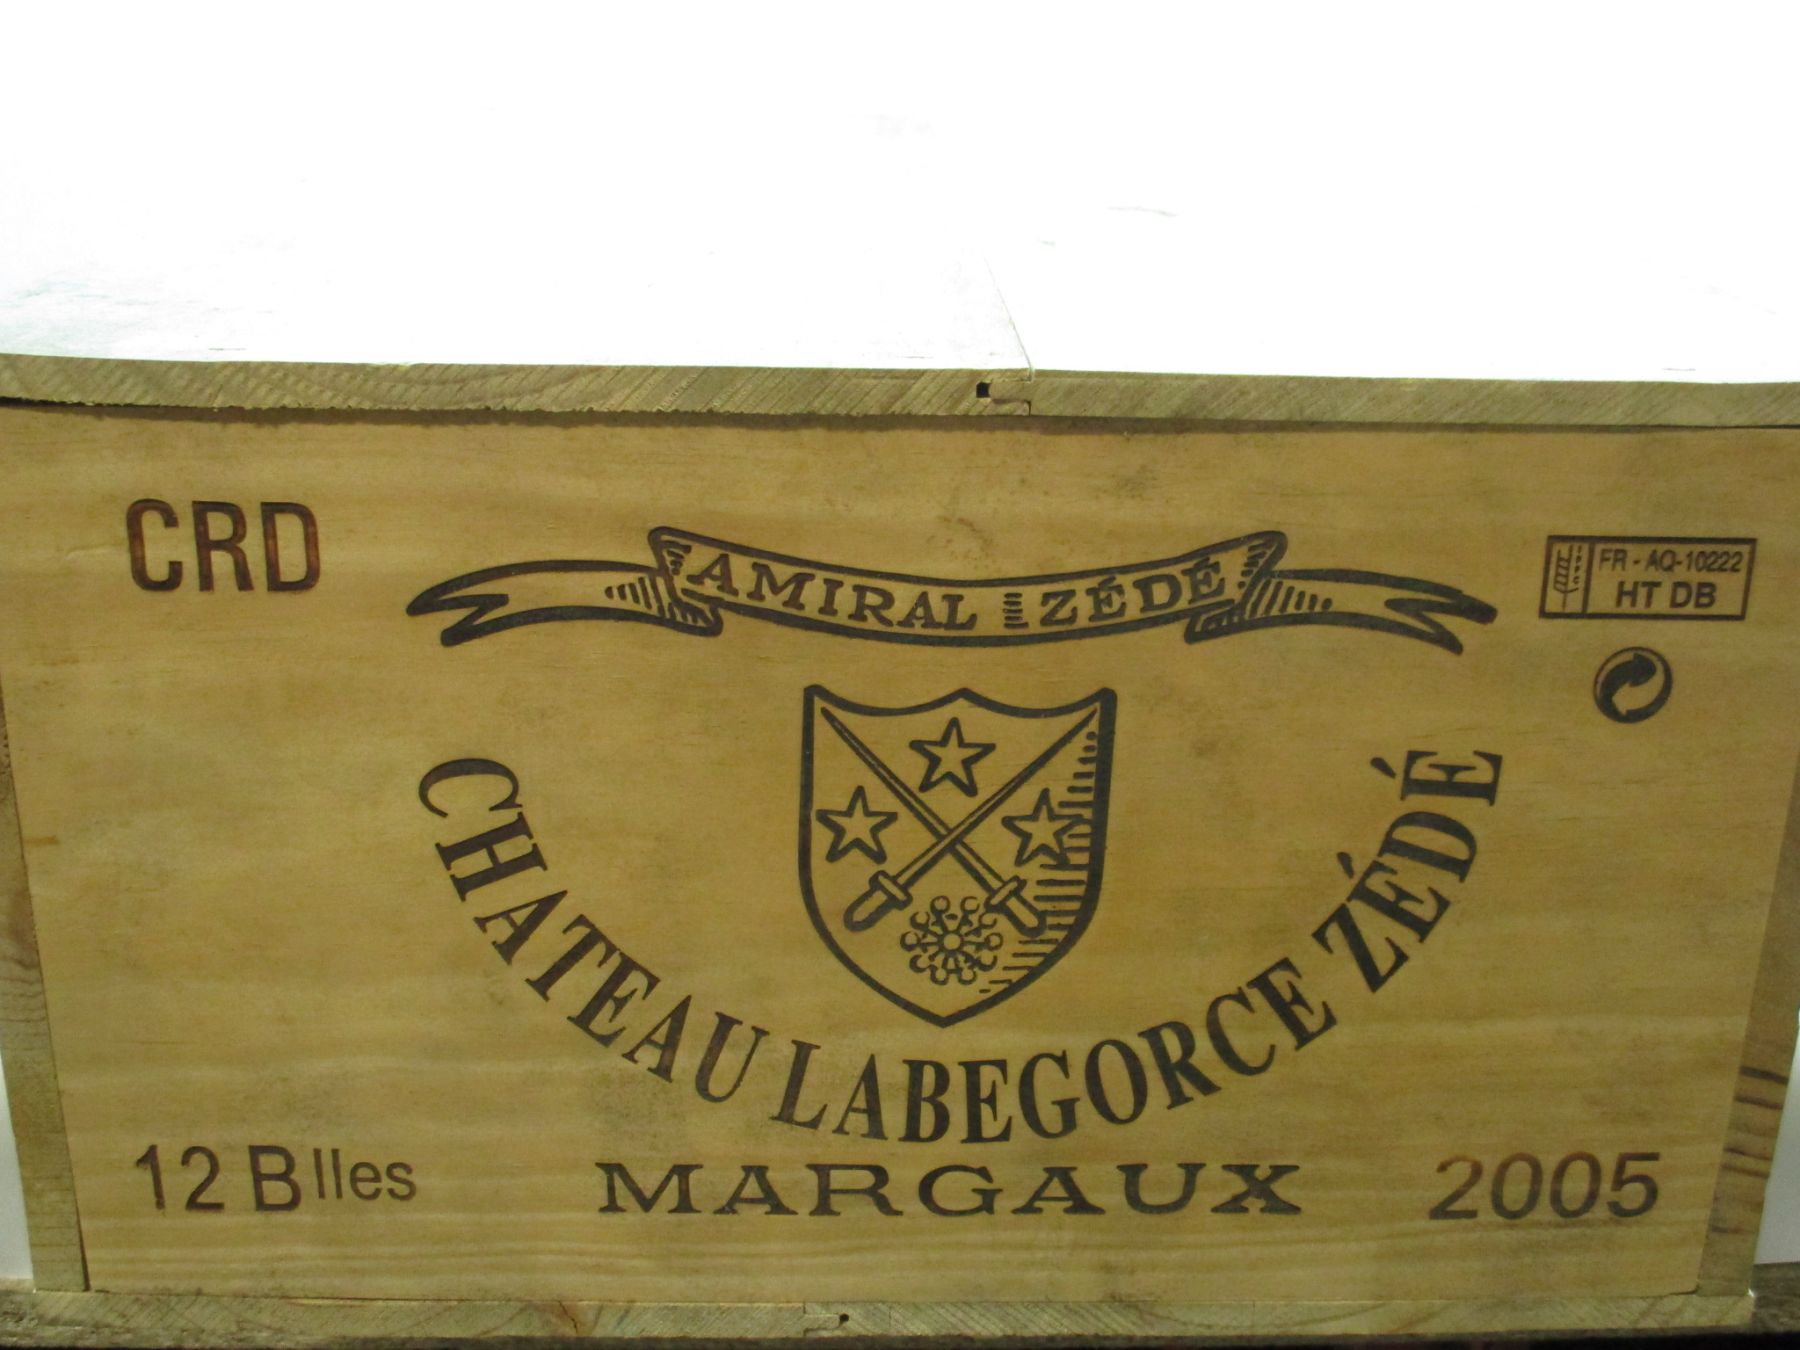 CRD
AMIRAL ZÉDÉ
FR - AQ-10222
HT DB
CHATEAU LABEGORCE ZÉDÉ
12 Blles
MARGAUX
2005